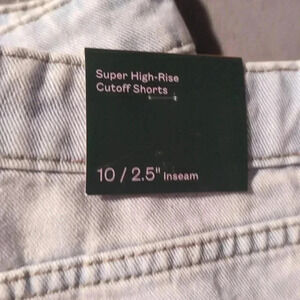 Super High-Rise
Cutoff Shorts
10 / 2.5" Inseam